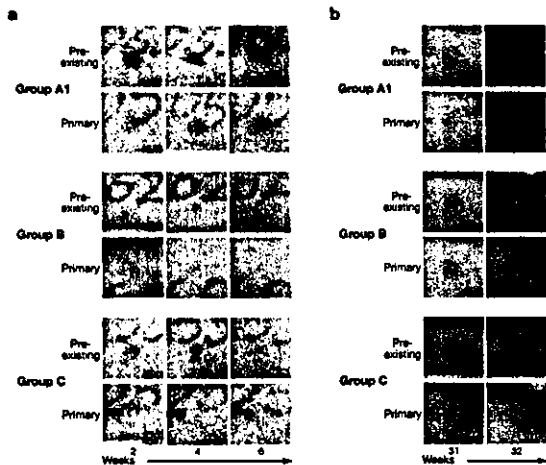 a
Pre-
existing
Group A1
Primary
Pre-
existing
Group B
Primary
Pre-
existing
Group C
Primary
2 4 6
Weeks
b
Pre-
existing
Group A1
Primary
Pre-
existing
Group B
Primary
Pre-
existing
Group C
Primary
31 32
Weeks